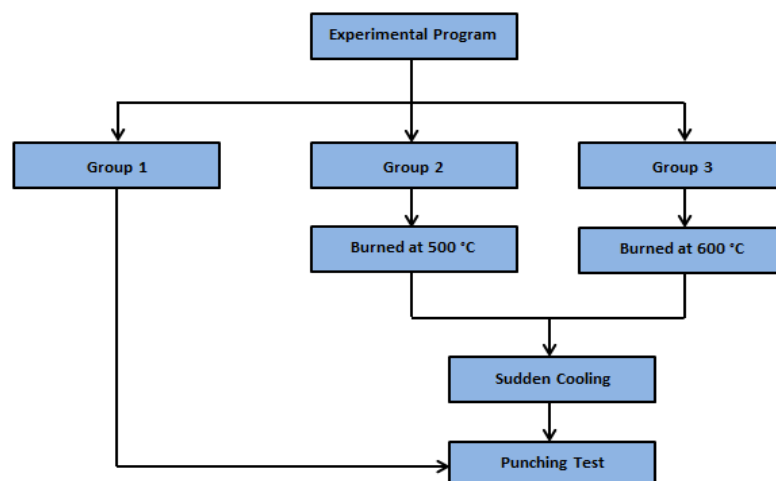 Experimental Program
Group 1
Group 2
Group 3
Burned at 500 °C
Burned at 600 °C
Sudden Cooling
Punching Test